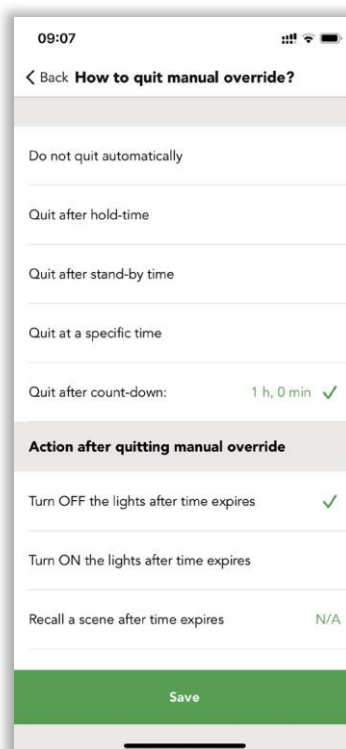 09:07
Back How to quit manual override?
Do not quit automatically
Quit after hold-time
Quit after stand-by time
Quit at a specific time
Quit after count-down: 1 h, 0 min
Action after quitting manual override
Turn OFF the lights after time expires
Turn ON the lights after time expires
Recall a scene after time expires N/A
Save